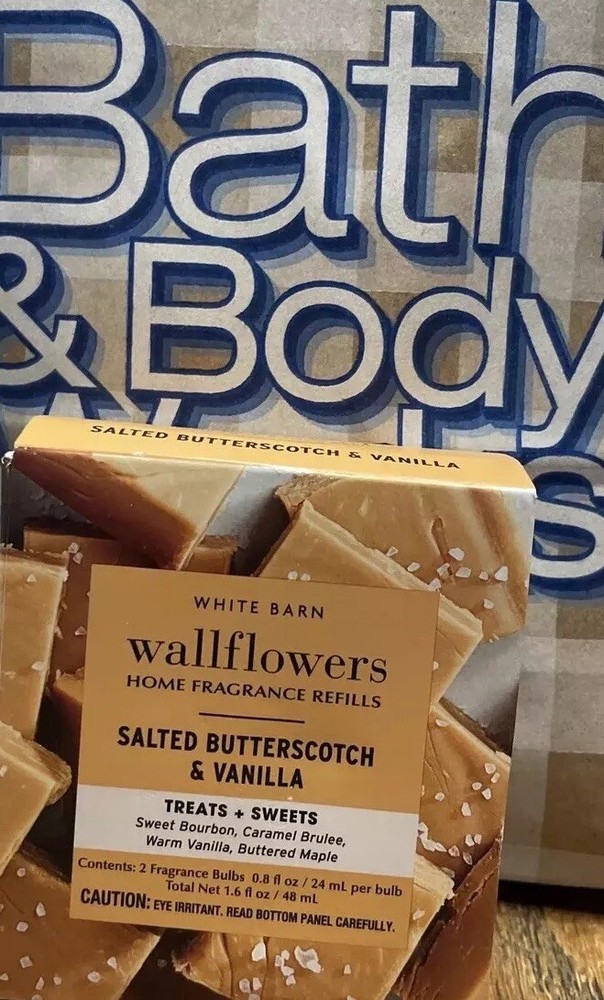 Bath
& Body
SALTED BUTTERSCOTCH & VANILLA
WHITE BARN
wallflowers
HOME FRAGRANCE REFILLS
SALTED BUTTERSCOTCH
& VANILLA
TREATS + SWEETS
Sweet Bourbon, Caramel Brulee,
Warm Vanilla, Buttered Maple
Contents: 2 Fragrance Bulbs 0.8 fl oz / 24 mL per bulb
Total Net 1.6 fl oz / 48 mL
CAUTION: EYE IRRITANT. READ BOTTOM PANEL CAREFULLY.